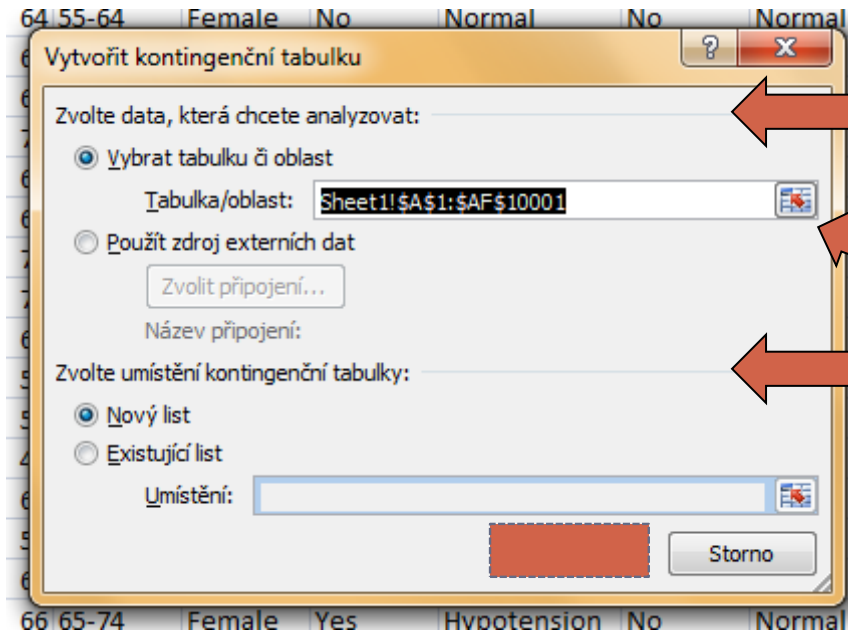 64 55-64 Female No Normal No Normal
Vytvořit kontingenční tabulku
Zvolte data, která chcete analyzovat:
Vybrat tabulku či oblast
Tabulka/oblast: Sheet1!$A$1:$AF$10001
Použít zdroj externích dat
Zvolit připojení...
Název připojení:
Zvolte umístění kontingenční tabulky:
Nový list
Existující list
Umístění:
Storno
66 65-74 Female Yes Hypotension No Normal